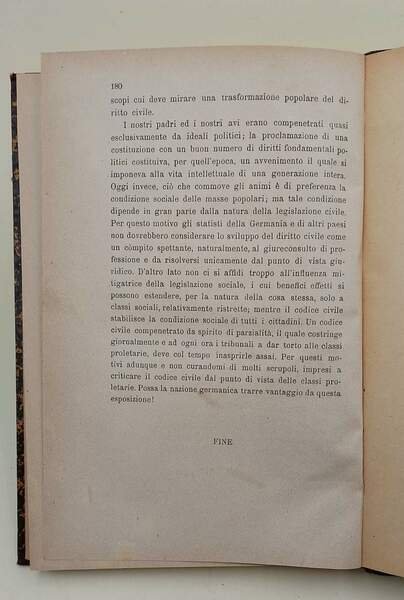 180
scopi cui deve mirare una trasformazione popolare del di-
ritto civile.
I nostri padri ed i nostri avi erano compenetrati quasi
esclusivamente da ideali politici; la proclamazione di una
costituzione con un buon numero di diritti fondamentali po-
litici costituiva, per quell'epoca, un avvenimento il quale si
imponeva alla vita intellettuale di una generazione intera.
Oggi invece, ciò che commove gli animi è di preferenza la
condizione sociale delle masse popolari; ma tale condizione
dipende in gran parte dalla natura della legislazione civile.
Per questo motivo gli statisti della Germania e di altri paesi
non dovrebbero considerare lo sviluppo del diritto civile come
un còmpito spettante, naturalmente, al giureconsulto di pro-
fessione e da risolversi unicamente dal punto di vista giu-
ridico. D'altro lato non ci si affidi troppo all'influenza mi-
tigatrice della legislazione sociale, i cui benefici effetti si
possono estendere, per la natura della cosa stessa, solo a
classi sociali, relativamente ristrette; mentre il codice civile
stabilisce la condizione sociale di tutti i cittadini. Un codice
civile compenetrato da spirito di parzialità, il quale costringe
giornalmente e ad ogni ora i tribunali a dar torto alle classi
proletarie, deve col tempo inasprirle assai. Per questi mo-
tivi adunque e non curandomi di molti scrupoli, impresi a
criticare il codice civile dal punto di vista delle classi pro-
letarie. Possa la nazione germanica trarre vantaggio da questa
esposizione!
FINE